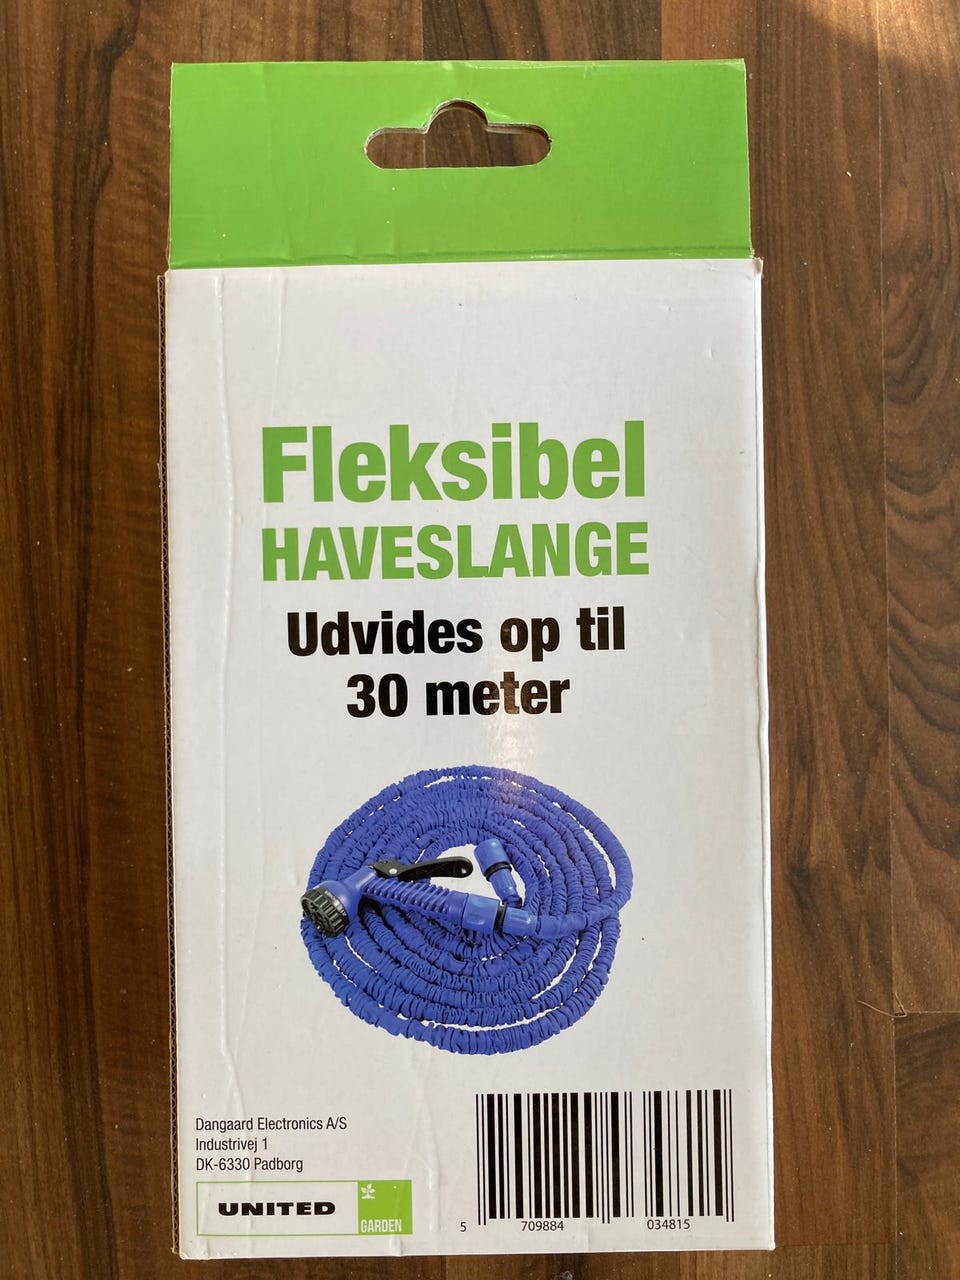 Fleksibel
HAVESLANGE
Udvides op til
30 meter
Dangaard Electronics A/S
Industrivej 1
DK-6330 Padborg
UNITED
GARDEN
5 709884 034815